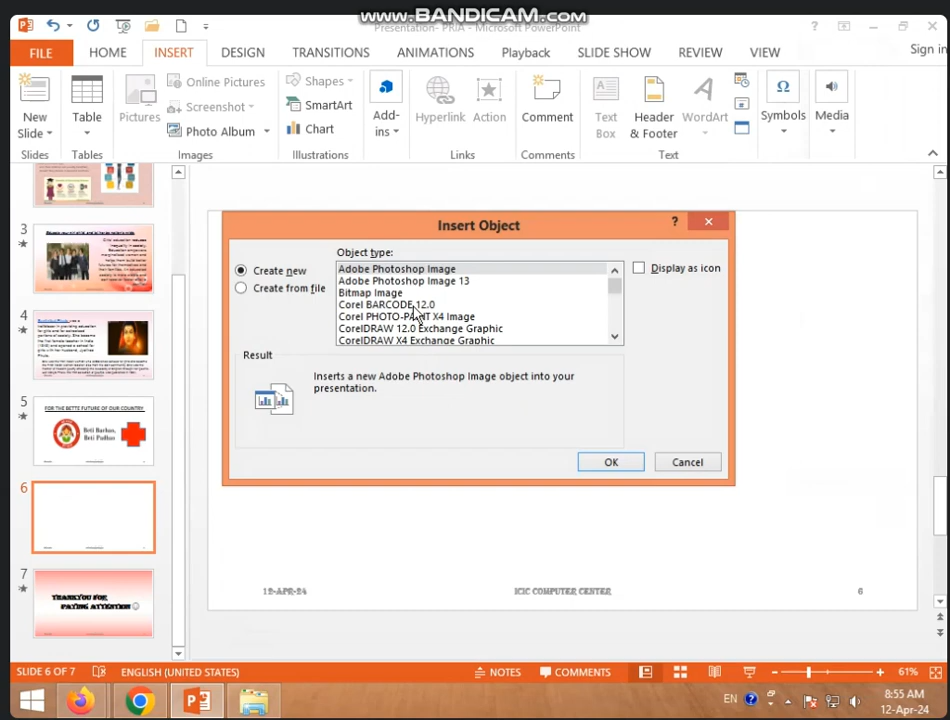 www.BANDICAM.com
Presentation- PRIA - Microsoft PowerPoint
FILE
HOME
INSERT
DESIGN
TRANSITIONS
ANIMATIONS
Playback
SLIDE SHOW
REVIEW
VIEW
Sign in
New
Slide
Slides
Table
Tables
Pictures
Online Pictures
Screenshot
Photo Album
Images
Shapes
SmartArt
Chart
Illustrations
Add-
ins
Hyperlink
Action
Links
Comment
Comments
Text
Box
Header
& Footer
WordArt
Text
Ω
Symbols
Media
Insert Object
?
Create new
Create from file
Object type:
Adobe Photoshop Image
Adobe Photoshop Image 13
Bitmap Image
Corel BARCODE 12.0
Corel PHOTO-PAINT X4 Image
CorelDRAW 12.0 Exchange Graphic
CorelDRAW X4 Exchange Graphic
Display as icon
Result
Inserts a new Adobe Photoshop Image object into your
presentation.
OK
Cancel
3
4
5
FOR THE BETTE FUTURE OF OUR COUNTRY
Beti Bachao,
Beti Padhao
6
7
THANKYOU FOR
PAYING ATTENTION
12-APR-24
ICIC COMPUTER CENTER
6
SLIDE 6 OF 7
ENGLISH (UNITED STATES)
NOTES
COMMENTS
61%
EN
8:55 AM
12-Apr-24